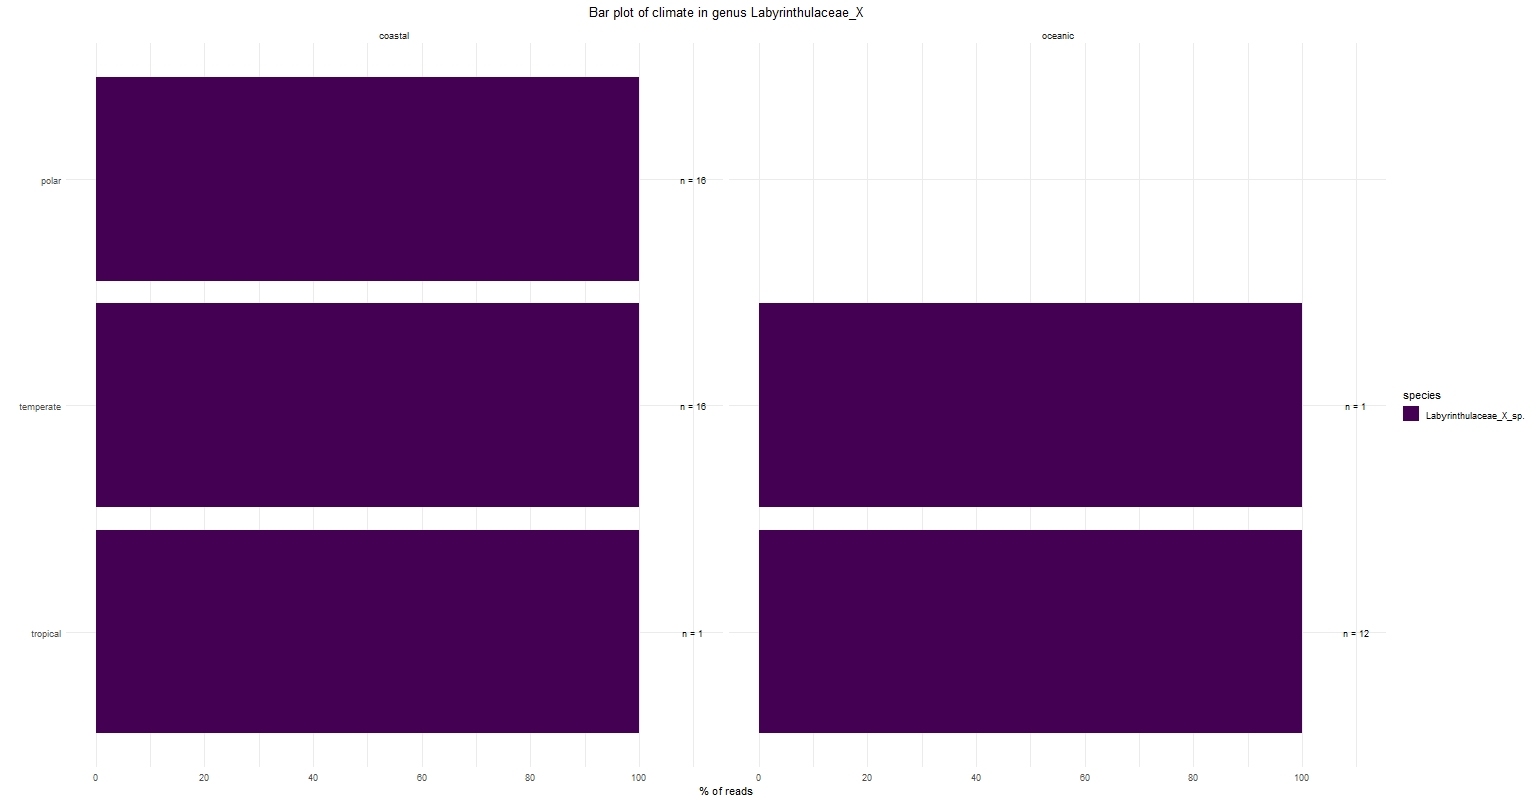 Bar plot of climate in genus Labyrinthulaceae_X
coastal
oceanic
polar
n = 16
temperate
n = 16
n = 1
tropical
n = 1
n = 12
species
Labyrinthulaceae_X_sp.
0 20 40 60 80 100
0 20 40 60 80 100
% of reads